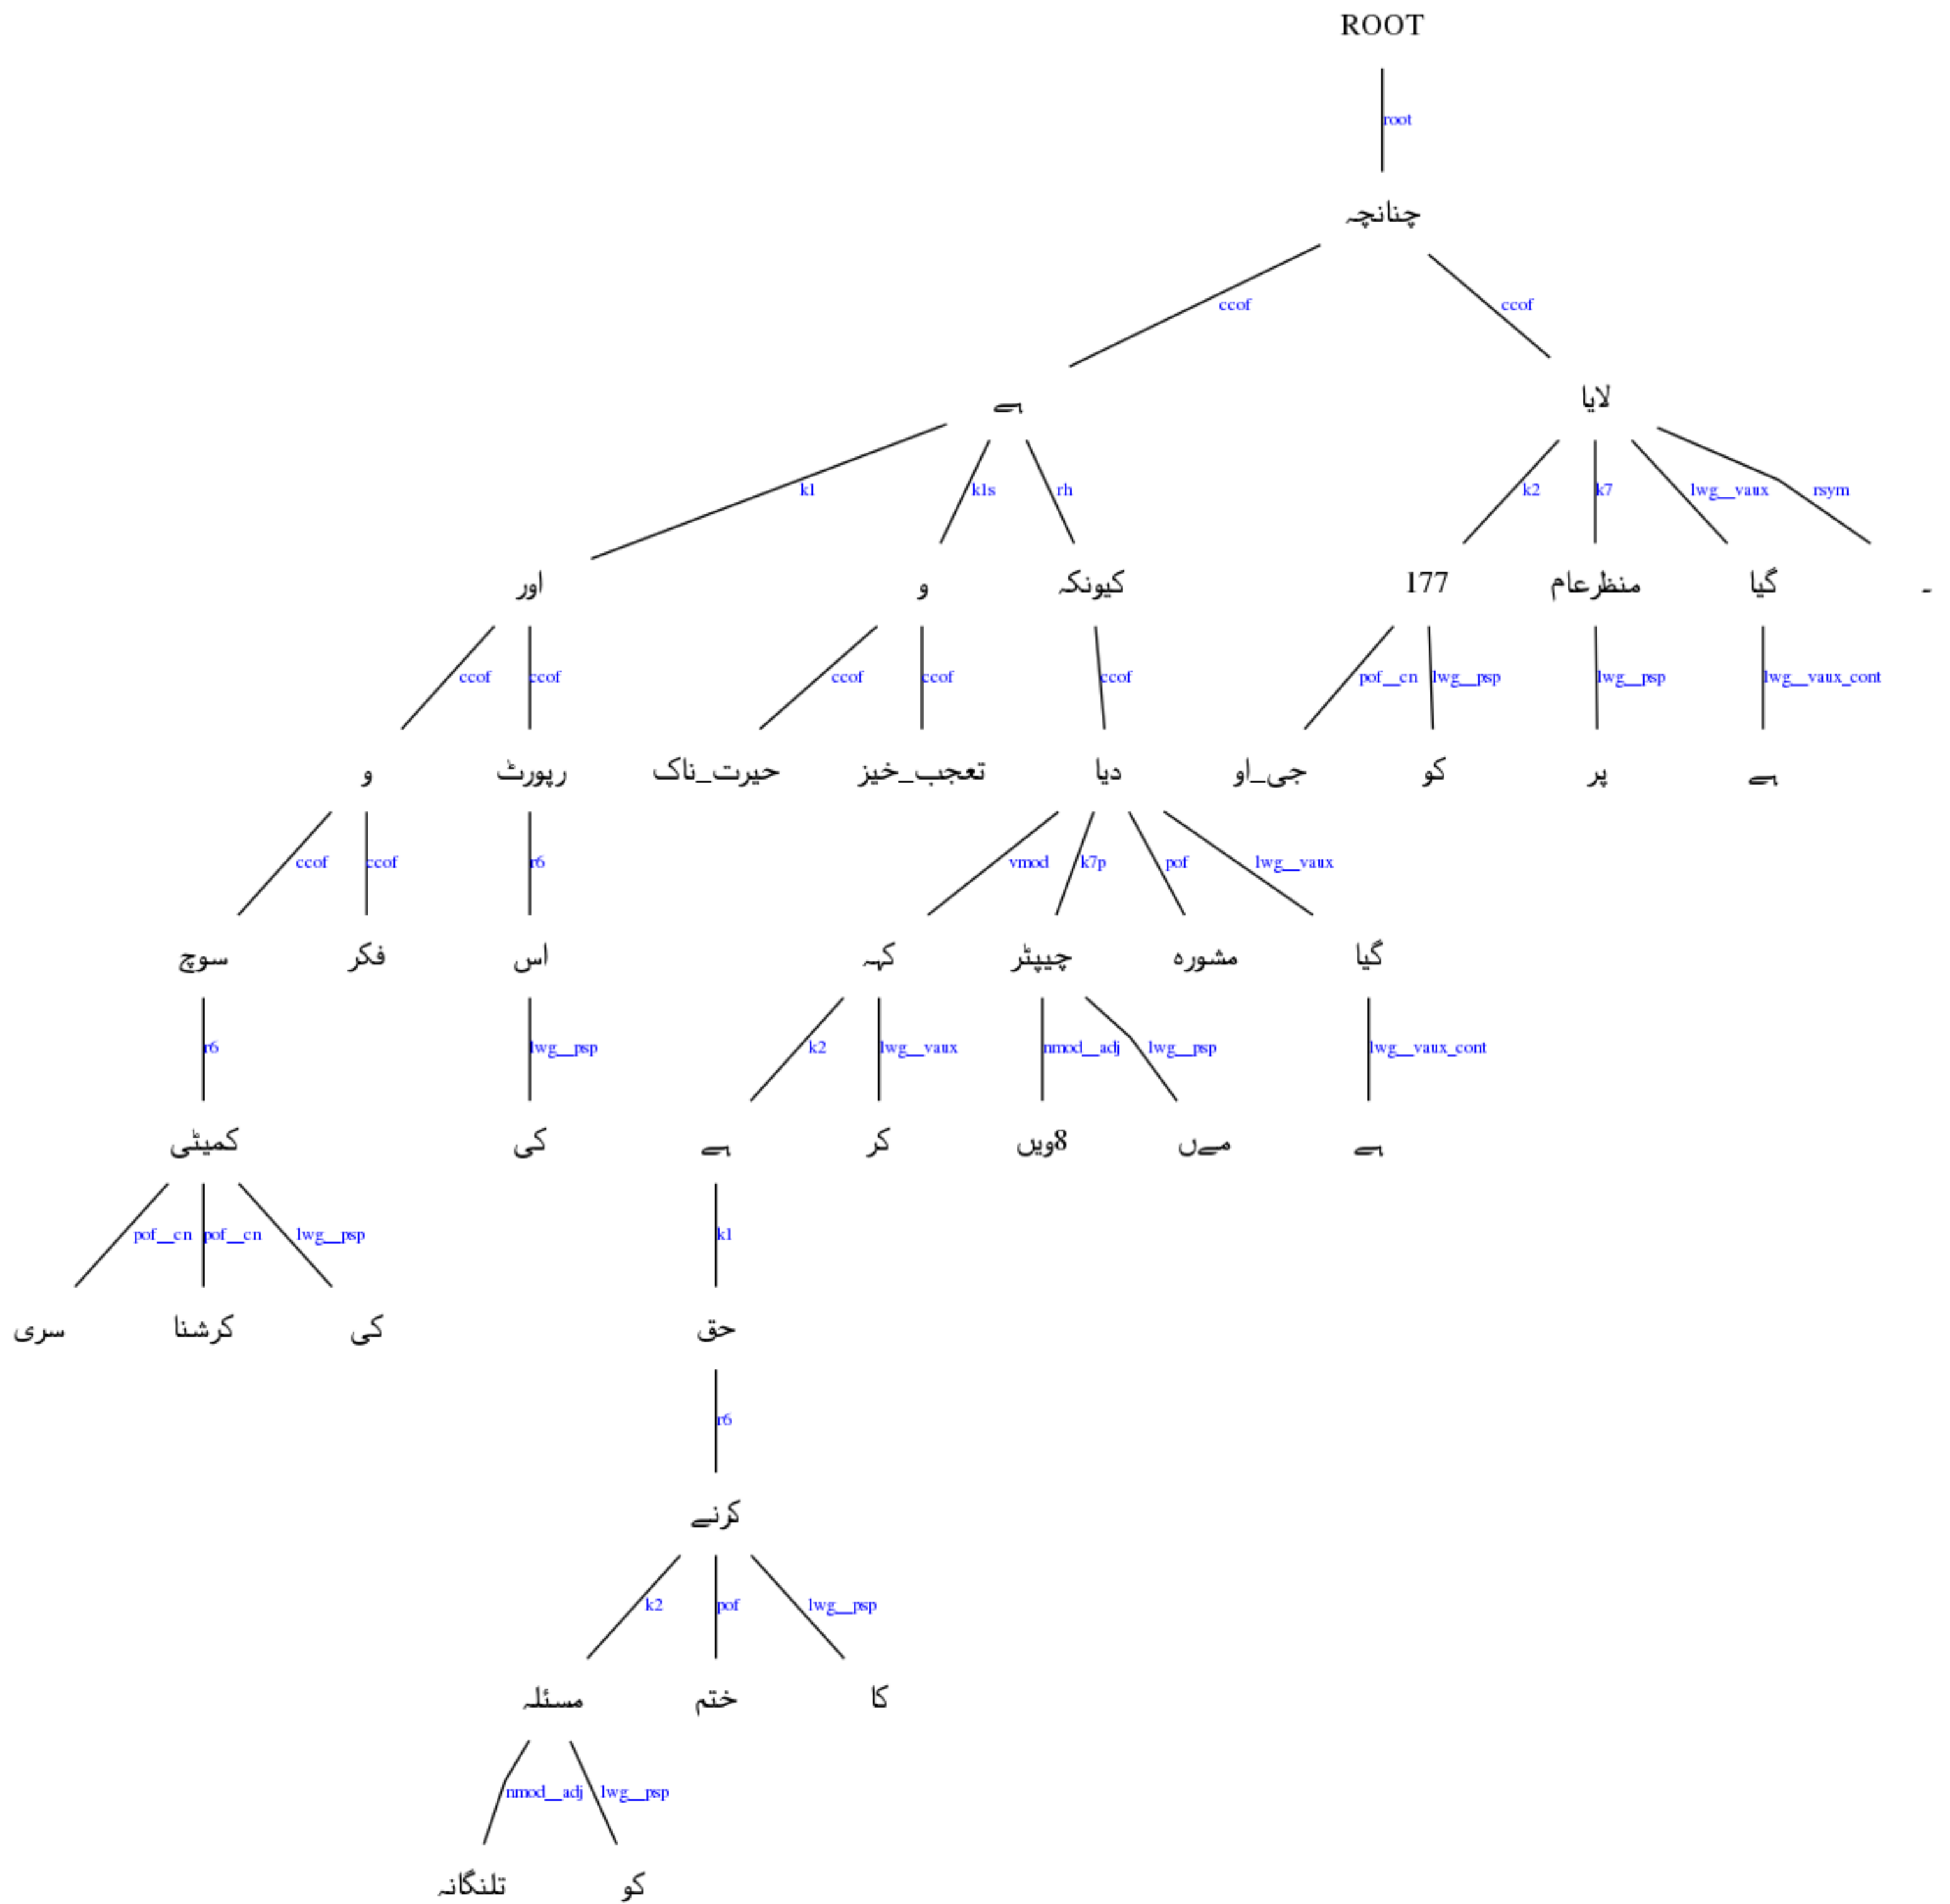 ROOT
root
چنانچہ
ccof ccof
ہے لایا
k1 k1s rh k2 k7 lwg__vaux rsym
اور و کیونکہ 177 منظرعام گیا ۔
ccof ccof ccof ccof ccof pof__cn lwg__psp lwg__psp lwg__vaux_cont
و رپورٹ حیرت_ناک تعجب_خیز دیا جی_او کو پر ہے
ccof ccof r6 vmod k7p pof lwg__vaux
سوچ فکر اس کہہ چیپٹر مشورہ گیا
r6 lwg__psp k2 lwg__vaux nmod__adj lwg__psp lwg__vaux_cont
کمیٹی کی ہے کر 8ویں مےں ہے
pof__cn pof__cn lwg__psp k1
سری کرشنا کی حق
r6
کرنے
k2 pof lwg__psp
مسئلہ ختم کا
nmod__adj lwg__psp
تلنگانہ کو